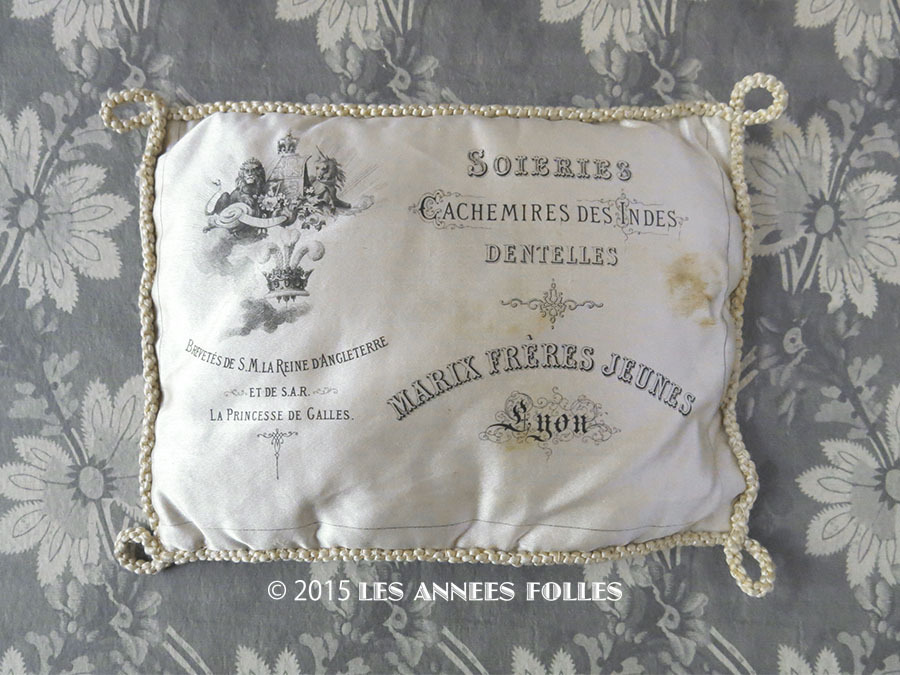 SOIERIES
CACHEMIRES DES INDES
DENTELLES
BREVETÉS DE S.M. LA REINE D'ANGLETERRE
ET DE S.A.R.
LA PRINCESSE DE GALLES.
MARIX FRÈRES JEUNES
Lyon
© 2015 LES ANNEES FOLLES